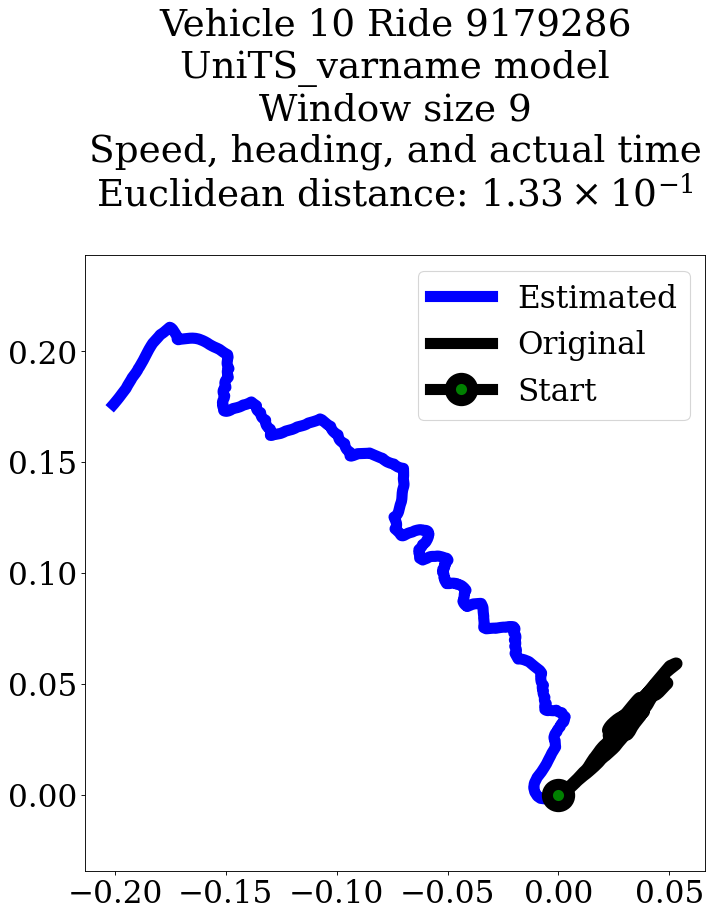 Vehicle 10 Ride 9179286
UniTS_varname model
Window size 9
Speed, heading, and actual time
Euclidean distance: 1.33 × 10⁻¹
Estimated
Original
Start
0.20
0.15
0.10
0.05
0.00
−0.20 −0.15 −0.10 −0.05 0.00 0.05